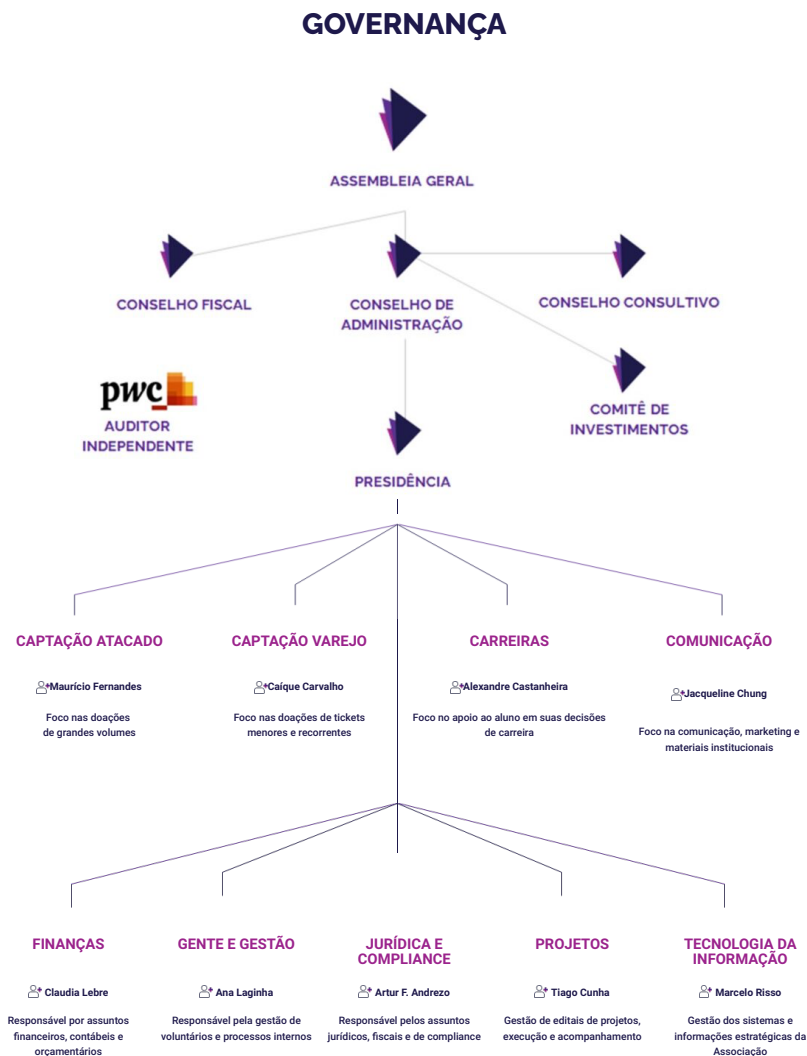 GOVERNANÇA
ASSEMBLEIA GERAL
CONSELHO FISCAL
CONSELHO DE
ADMINISTRAÇÃO
CONSELHO CONSULTIVO
pwc
AUDITOR
INDEPENDENTE
COMITÊ DE
INVESTIMENTOS
PRESIDÊNCIA
CAPTAÇÃO ATACADO
Maurício Fernandes
Foco nas doações
de grandes volumes
CAPTAÇÃO VAREJO
Caíque Carvalho
Foco nas doações de tickets
menores e recorrentes
CARREIRAS
Alexandre Castanheira
Foco no apoio ao aluno em suas decisões
de carreira
COMUNICAÇÃO
Jacqueline Chung
Foco na comunicação, marketing e
materiais institucionais
FINANÇAS
Claudia Lebre
Responsável por assuntos
financeiros, contábeis e
orçamentários
GENTE E GESTÃO
Ana Laginha
Responsável pela gestão de
voluntários e processos internos
JURÍDICA E
COMPLIANCE
Artur F. Andrezo
Responsável pelos assuntos
jurídicos, fiscais e de compliance
PROJETOS
Tiago Cunha
Gestão de editais de projetos,
execução e acompanhamento
TECNOLOGIA DA
INFORMAÇÃO
Marcelo Risso
Gestão dos sistemas e
informações estratégicas da
Associação